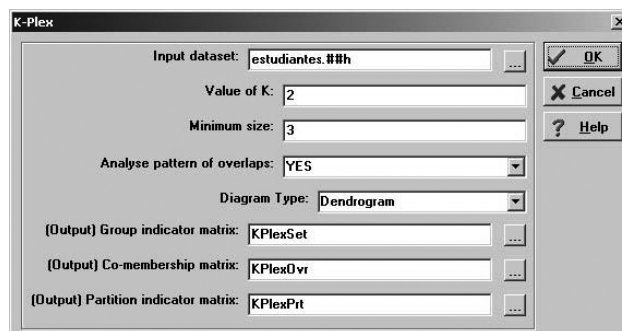 K-Plex
Input dataset: estudiantes.##h ...
OK
Value of K: 2
Cancel
Minimum size: 3
? Help
Analyse pattern of overlaps: YES
Diagram Type: Dendrogram
(Output) Group indicator matrix: KPlexSet ...
(Output) Co-membership matrix: KPlexOvr ...
(Output) Partition indicator matrix: KPlexPrt ...